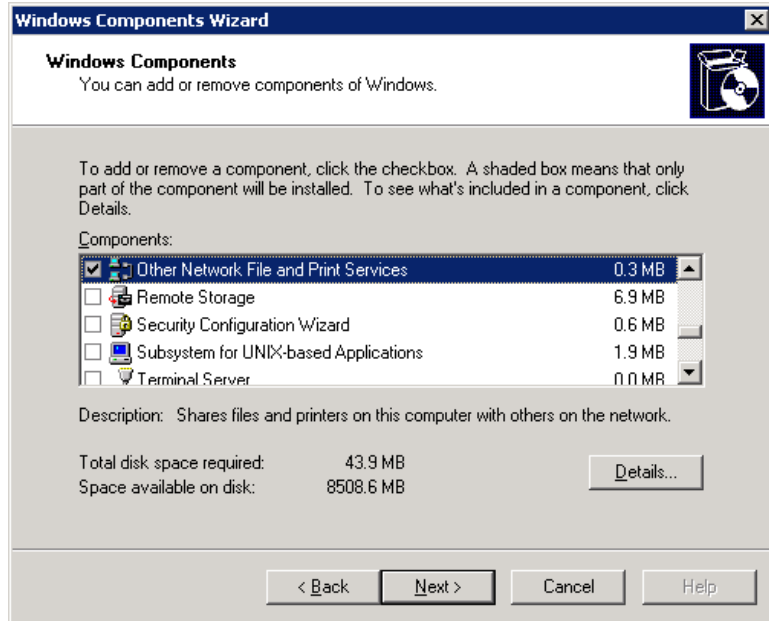 Windows Components Wizard
Windows Components
You can add or remove components of Windows.
To add or remove a component, click the checkbox. A shaded box means that only
part of the component will be installed. To see what's included in a component, click
Details.
Components:
Other Network File and Print Services 0.3 MB
Remote Storage 6.9 MB
Security Configuration Wizard 0.6 MB
Subsystem for UNIX-based Applications 1.9 MB
Terminal Server 0.0 MB
Description: Shares files and printers on this computer with others on the network.
Total disk space required: 43.9 MB
Space available on disk: 8508.6 MB
Details...
< Back Next > Cancel Help